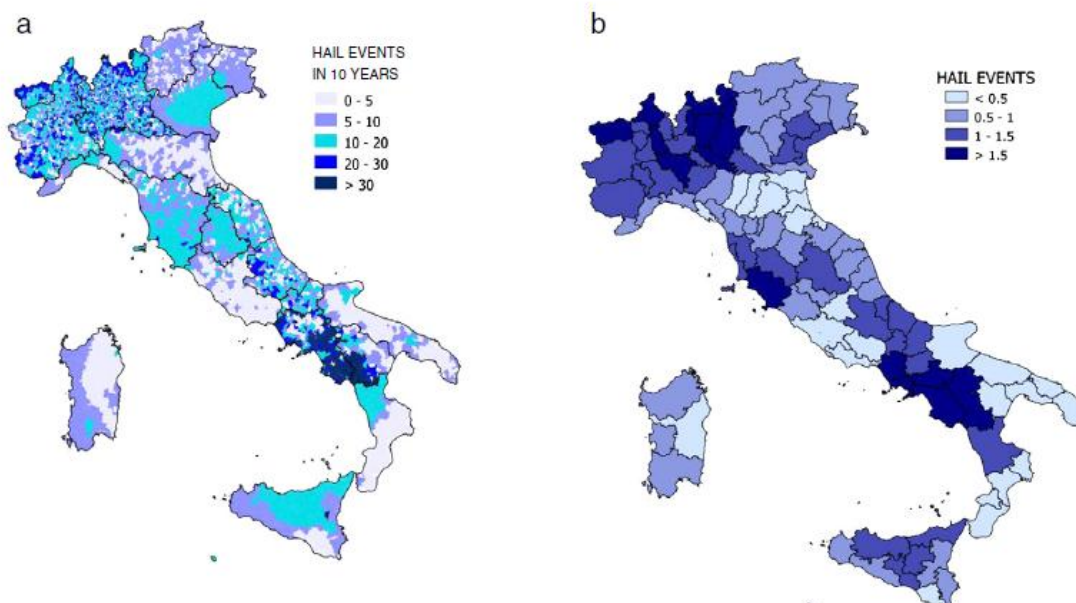 a
HAIL EVENTS
IN 10 YEARS
0 - 5
5 - 10
10 - 20
20 - 30
> 30
b
HAIL EVENTS
< 0.5
0.5 - 1
1 - 1.5
> 1.5